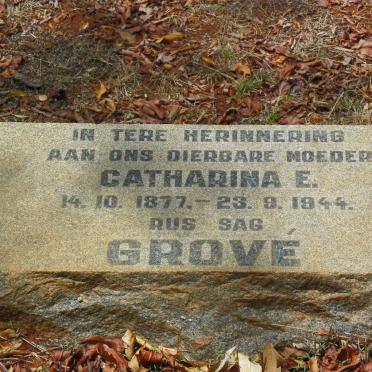 IN TERE HERINNERING
AAN ONS DIERBARE MOEDER
CATHARINA E.
14. 10. 1877. – 23. 9. 1944.
RUS SAG
GROVÉ